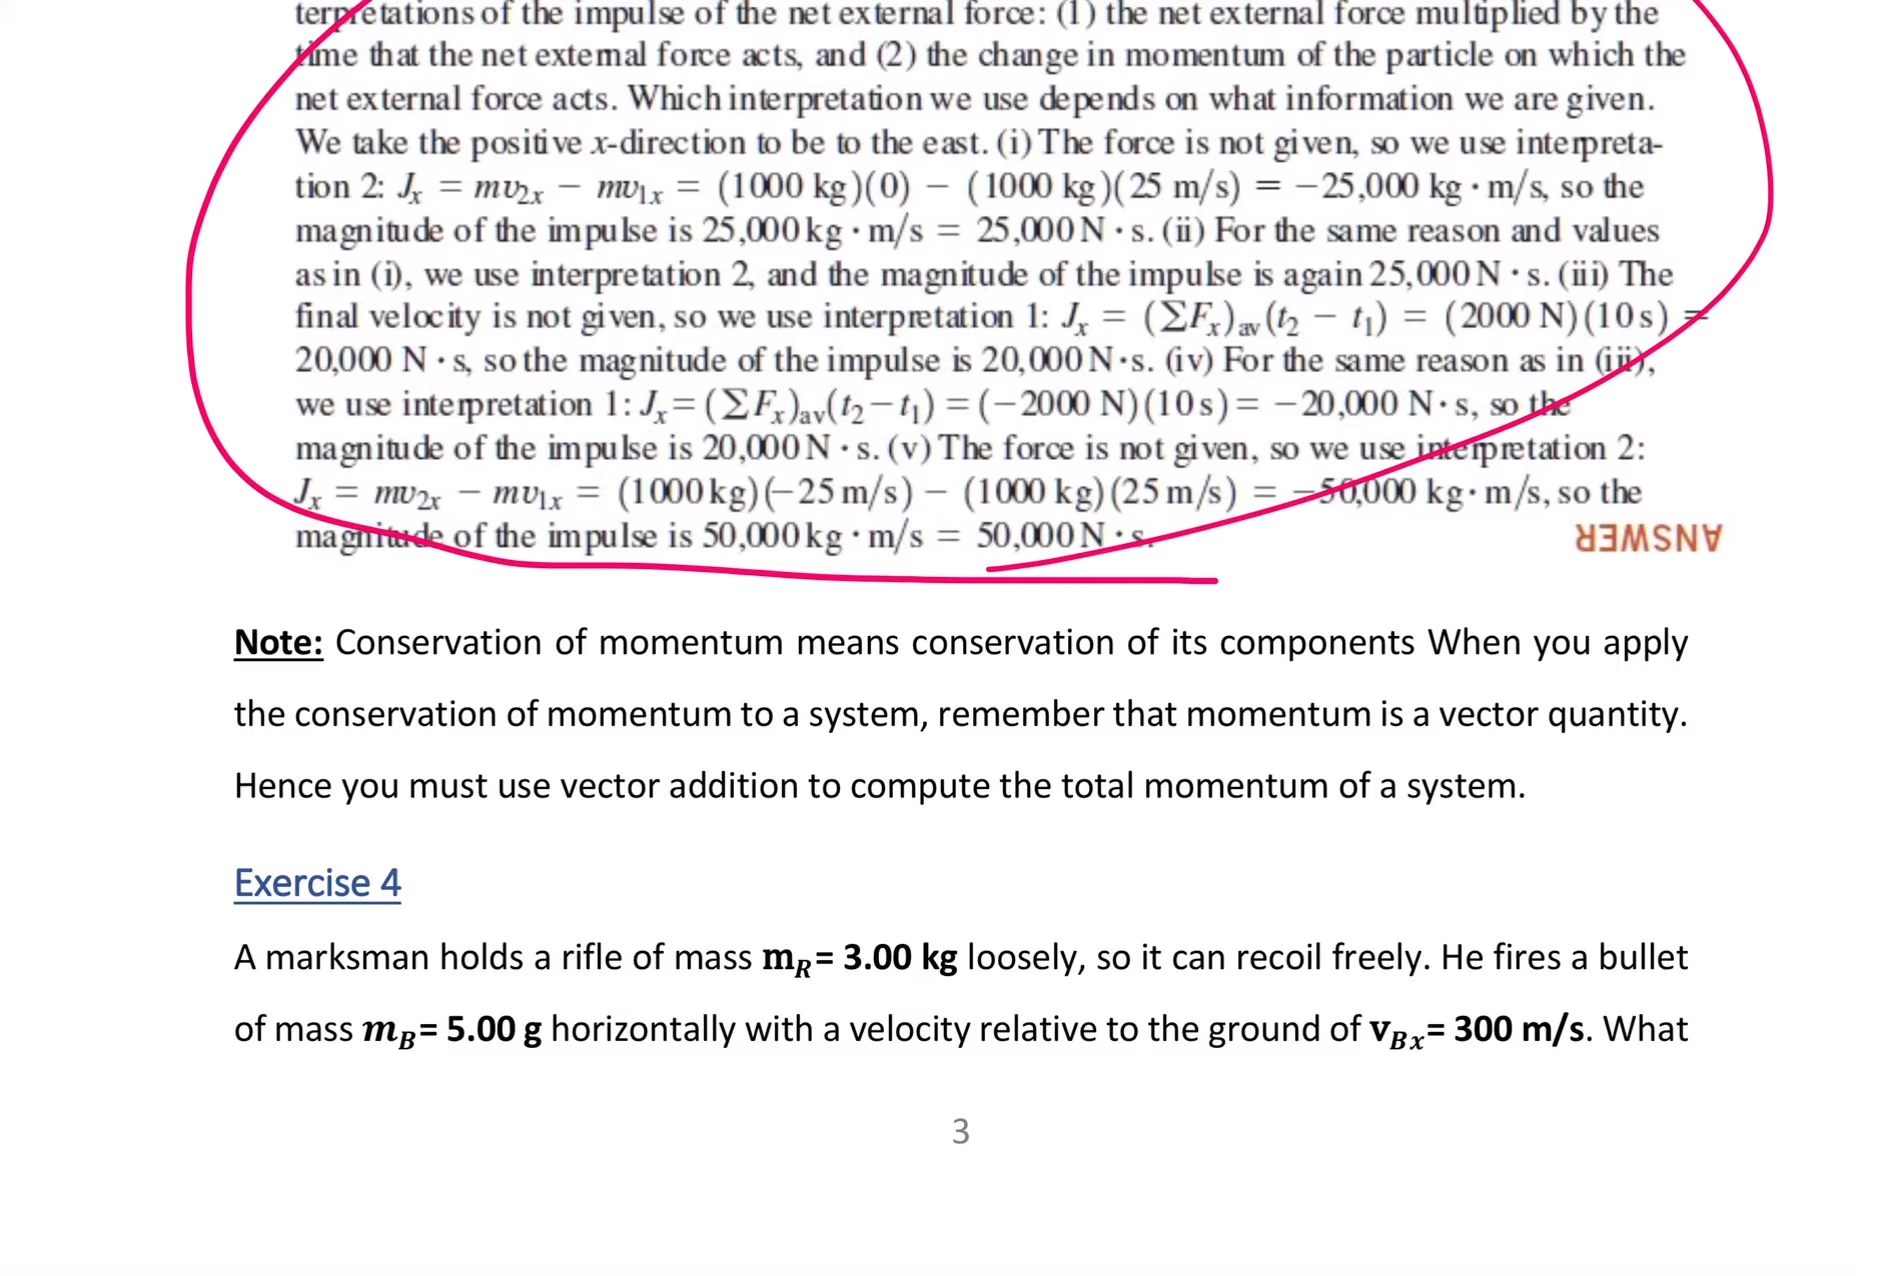 terpretations of the impulse of the net external force: (1) the net external force multiplied by the
time that the net external force acts, and (2) the change in momentum of the particle on which the
net external force acts. Which interpretation we use depends on what information we are given.
We take the positive x-direction to be to the east. (i) The force is not given, so we use interpreta-
tion 2: Jₓ = mv₂ₓ − mv₁ₓ = (1000 kg)(0) − (1000 kg)(25 m/s) = −25,000 kg · m/s, so the
magnitude of the impulse is 25,000 kg · m/s = 25,000 N · s. (ii) For the same reason and values
as in (i), we use interpretation 2, and the magnitude of the impulse is again 25,000 N · s. (iii) The
final velocity is not given, so we use interpretation 1: Jₓ = (ΣFₓ)av(t₂ − t₁) = (2000 N)(10 s) =
20,000 N · s, so the magnitude of the impulse is 20,000 N·s. (iv) For the same reason as in (iii),
we use interpretation 1: Jₓ= (ΣFₓ)av(t₂−t₁) = (−2000 N)(10 s) = −20,000 N· s, so the
magnitude of the impulse is 20,000 N · s. (v) The force is not given, so we use interpretation 2:
Jₓ = mv₂ₓ − mv₁ₓ = (1000 kg)(−25 m/s) − (1000 kg)(25 m/s) = −50,000 kg· m/s, so the
magnitude of the impulse is 50,000 kg · m/s = 50,000 N · s.
ANSWER
Note: Conservation of momentum means conservation of its components When you apply
the conservation of momentum to a system, remember that momentum is a vector quantity.
Hence you must use vector addition to compute the total momentum of a system.
Exercise 4
A marksman holds a rifle of mass m_R= 3.00 kg loosely, so it can recoil freely. He fires a bullet
of mass m_B= 5.00 g horizontally with a velocity relative to the ground of v_Bx= 300 m/s. What
3